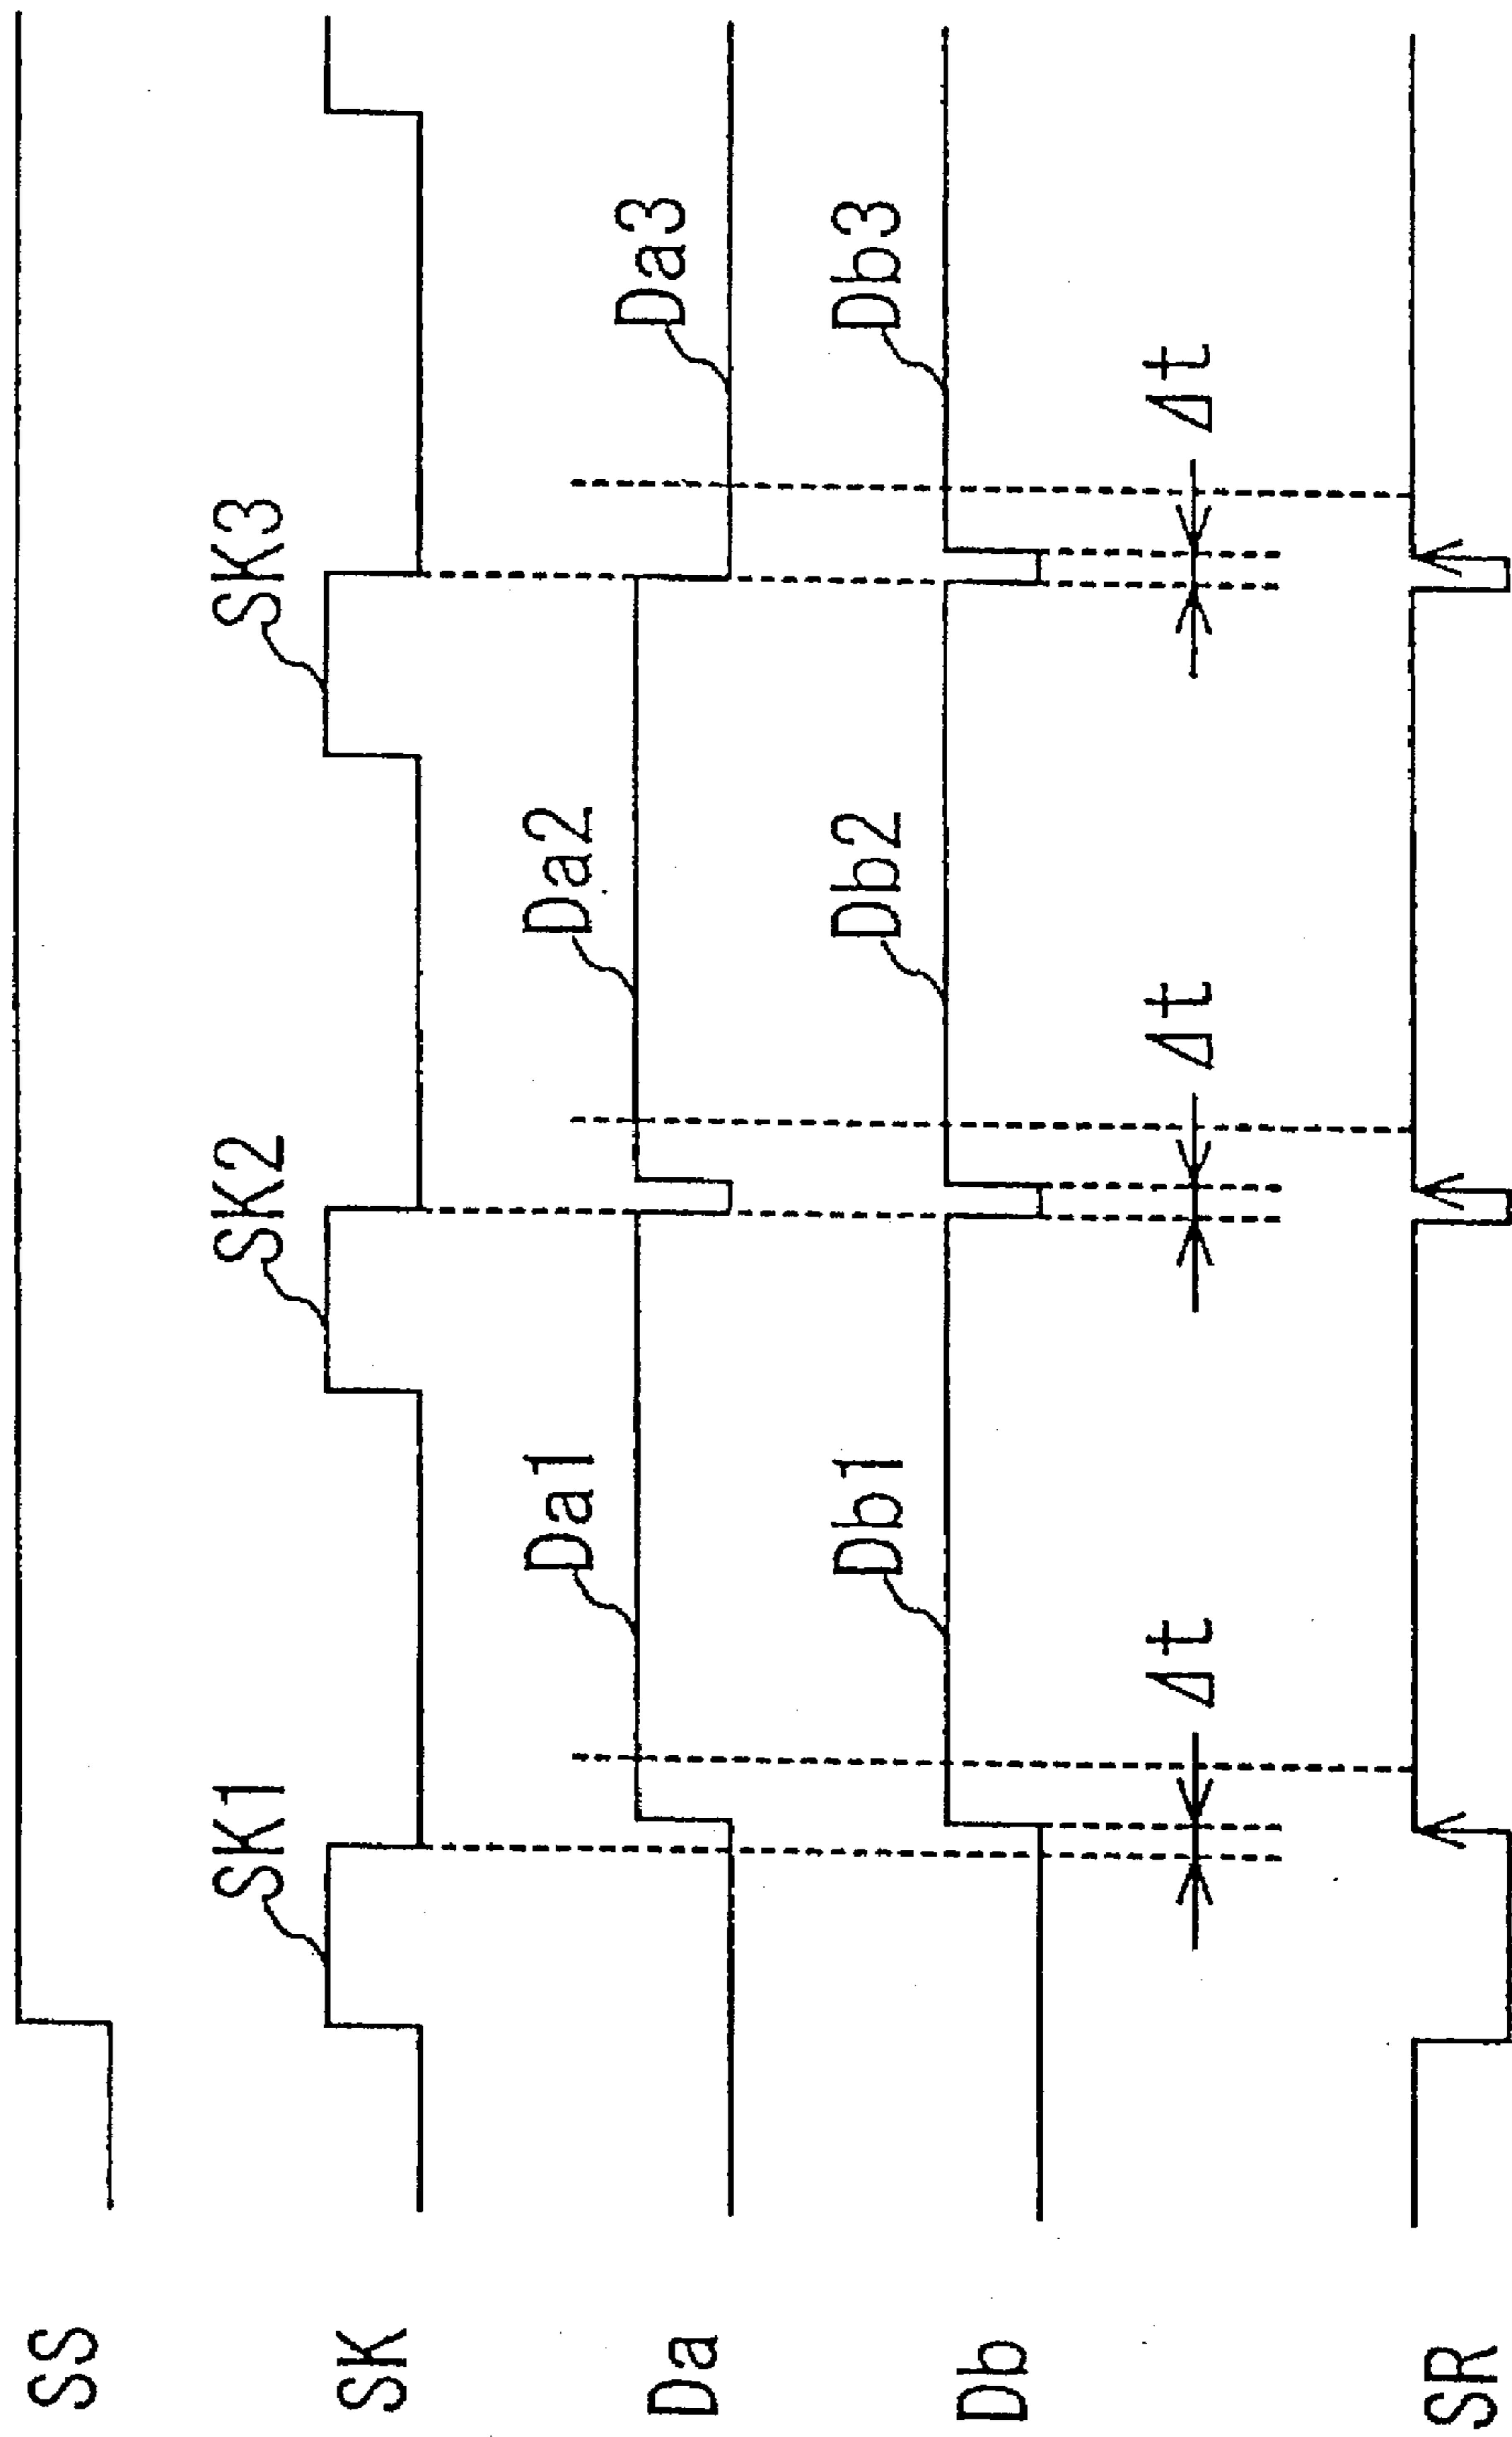 SS
SK
SK1
SK2
SK3
Da
Da1
Da2
Da3
Db
Db1
Db2
Db3
Δt
Δt
Δt
SR